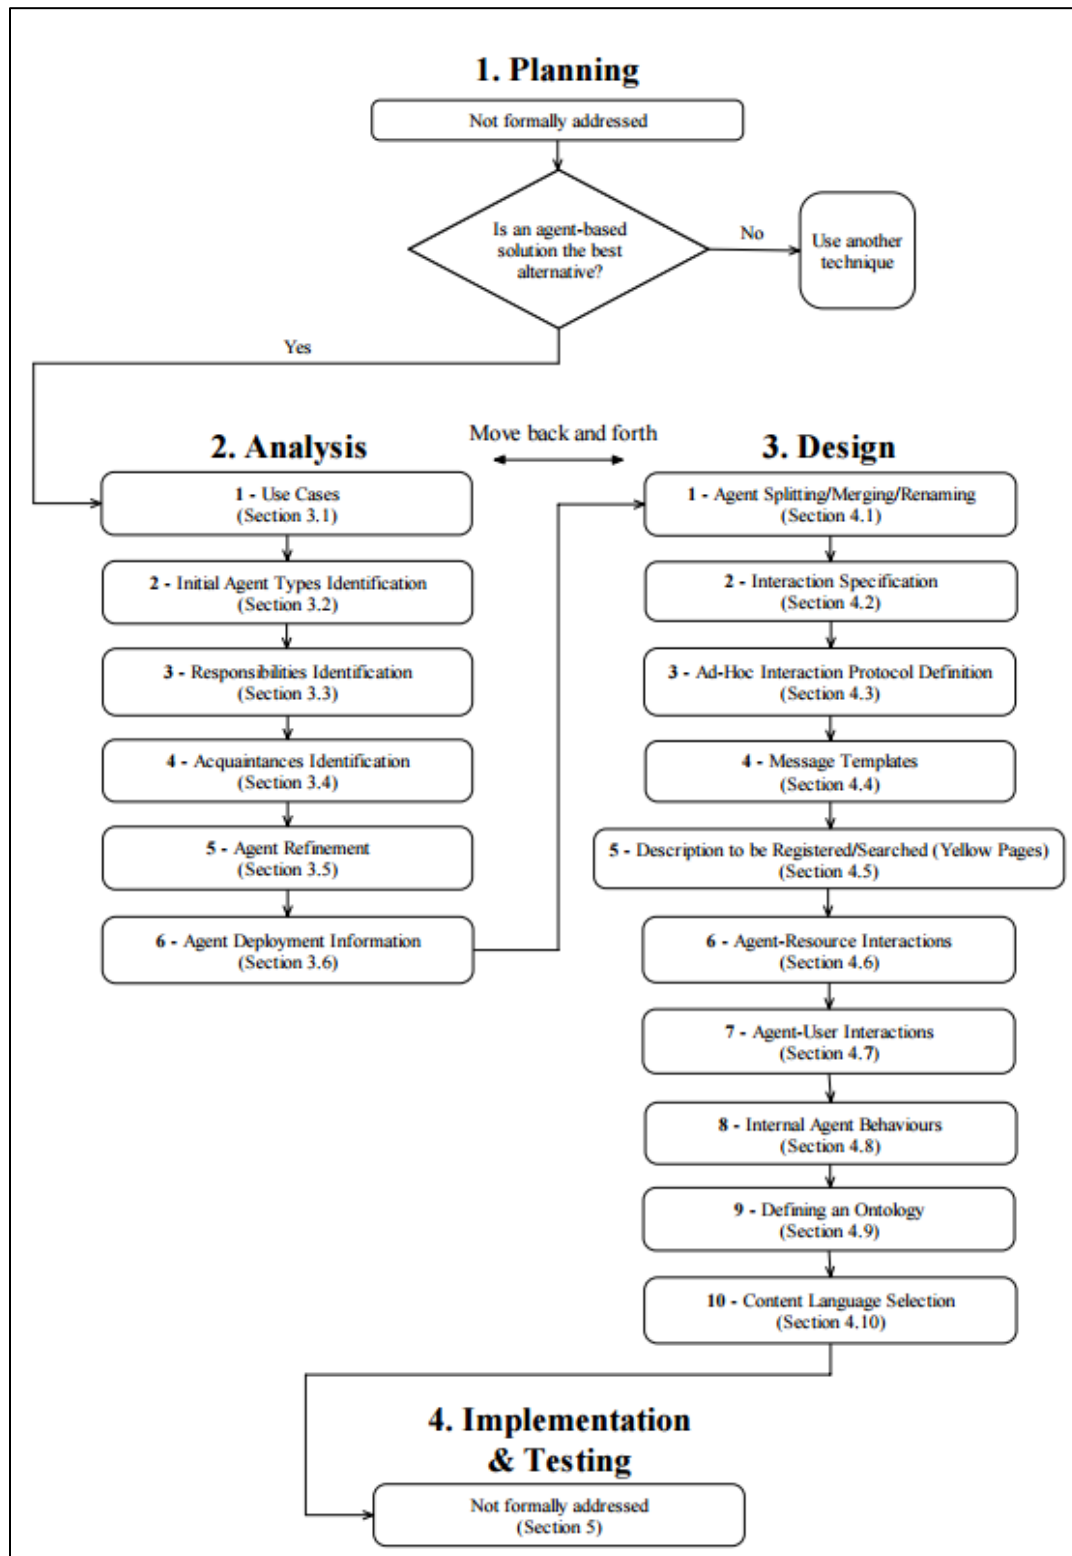 1. Planning
Not formally addressed
Is an agent-based
solution the best
alternative?
No
Use another
technique
Yes
2. Analysis
Move back and forth
3. Design
1 - Use Cases
(Section 3.1)
2 - Initial Agent Types Identification
(Section 3.2)
3 - Responsibilities Identification
(Section 3.3)
4 - Acquaintances Identification
(Section 3.4)
5 - Agent Refinement
(Section 3.5)
6 - Agent Deployment Information
(Section 3.6)
1 - Agent Splitting/Merging/Renaming
(Section 4.1)
2 - Interaction Specification
(Section 4.2)
3 - Ad-Hoc Interaction Protocol Definition
(Section 4.3)
4 - Message Templates
(Section 4.4)
5 - Description to be Registered/Searched (Yellow Pages)
(Section 4.5)
6 - Agent-Resource Interactions
(Section 4.6)
7 - Agent-User Interactions
(Section 4.7)
8 - Internal Agent Behaviours
(Section 4.8)
9 - Defining an Ontology
(Section 4.9)
10 - Content Language Selection
(Section 4.10)
4. Implementation
& Testing
Not formally addressed
(Section 5)